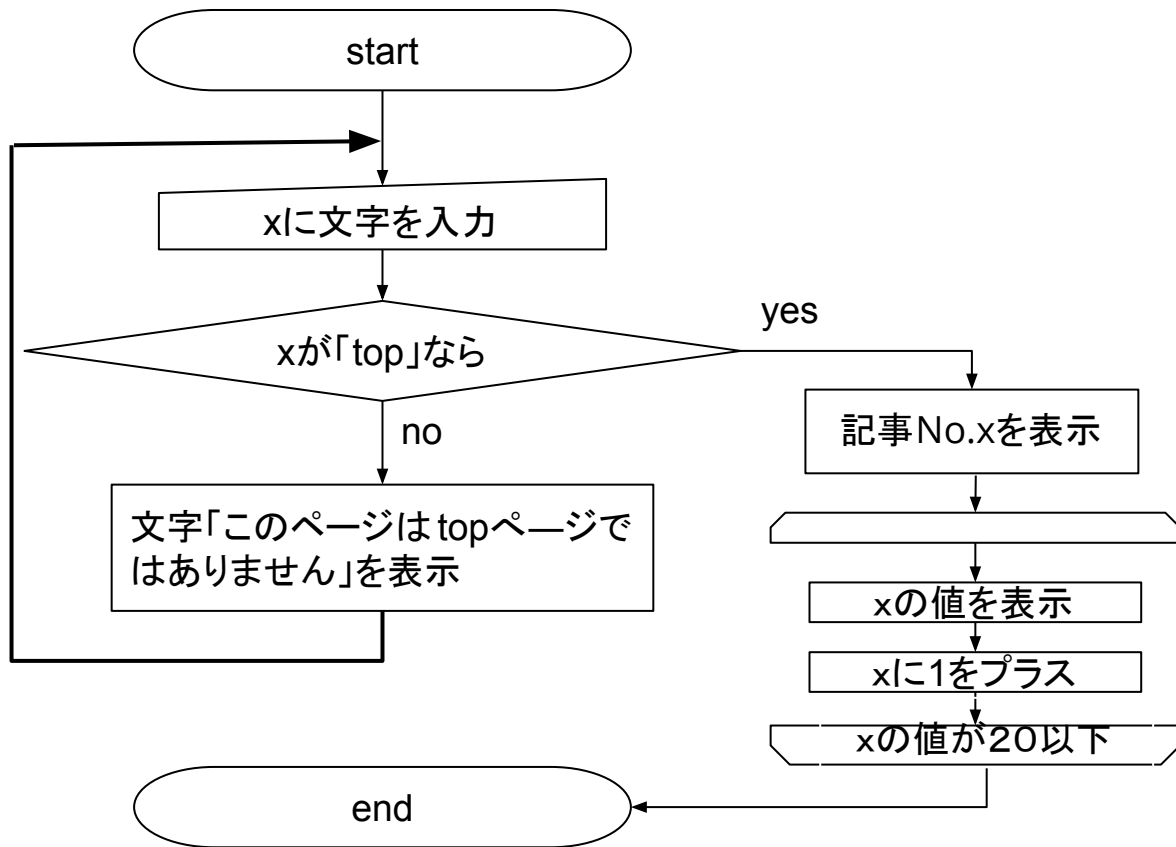 start
xに文字を入力
xが「top」なら
yes
no
記事No.xを表示
文字「このページはtopページで
はありません」を表示
xの値を表示
xに1をプラス
xの値が２０以下
end